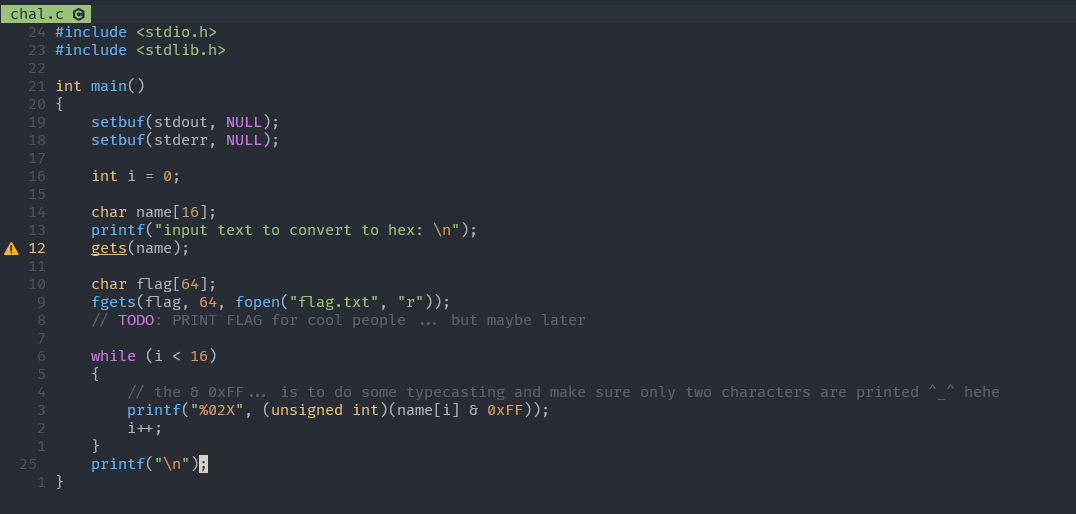 chal.c
24 #include <stdio.h>
23 #include <stdlib.h>
22
21 int main()
20 {
19     setbuf(stdout, NULL);
18     setbuf(stderr, NULL);
17
16     int i = 0;
15
14     char name[16];
13     printf("input text to convert to hex: \n");
12     gets(name);
11
10     char flag[64];
9     fgets(flag, 64, fopen("flag.txt", "r"));
8     // TODO: PRINT FLAG for cool people ... but maybe later
7
6     while (i < 16)
5     {
4         // the & 0xFF... is to do some typecasting and make sure only two characters are printed ^_^ hehe
3         printf("%02X", (unsigned int)(name[i] & 0xFF));
2         i++;
1     }
25     printf("\n");
1 }